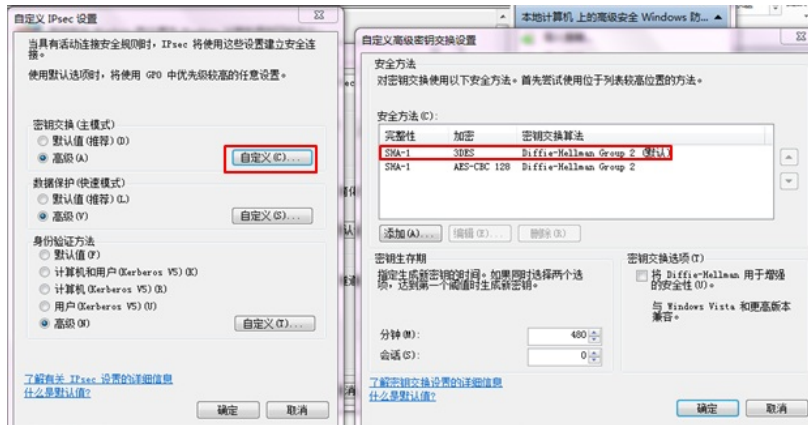 自定义 IPsec 设置
当具有活动连接安全规则时，IPsec 将使用这些设置建立安全连
接。
使用默认选项时，将使用 GPO 中优先级较高的任意设置。
密钥交换(主模式)
默认值(推荐)(D)
高级(A)
自定义(C)...
数据保护(快速模式)
默认值(推荐)(L)
高级(V)
自定义(S)...
身份验证方法
默认值(F)
计算机和用户(Kerberos V5)(K)
计算机(Kerberos V5)(R)
用户(Kerberos V5)(U)
高级(N)
自定义(T)...
了解有关 IPsec 设置的详细信息
什么是默认值?
确定
取消
本地计算机 上的高级安全 Windows 防...
自定义高级密钥交换设置
安全方法
对密钥交换使用以下安全方法。首先尝试使用位于列表较高位置的方法。
安全方法(C):
完整性 加密 密钥交换算法
SHA-1 3DES Diffie-Hellman Group 2 (默认)
SHA-1 AES-CBC 128 Diffie-Hellman Group 2
添加(A)...
编辑(E)...
删除(R)
密钥生存期
指定生成新密钥的时间。如果同时选择两个选
项，达到第一个阈值时生成新密钥。
分钟(M):
480
会话(S):
0
密钥交换选项(T)
将 Diffie-Hellman 用于增强
的安全性(U)。
与 Windows Vista 和更高版本
兼容。
了解密钥交换设置的详细信息
什么是默认值?
确定
取消